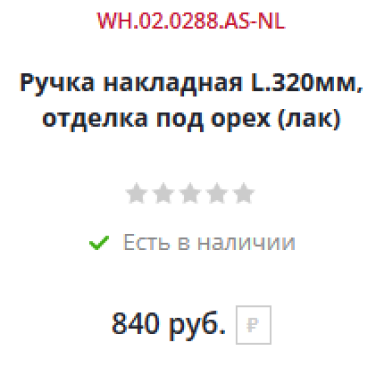 WH.02.0288.AS-NL
Ручка накладная L.320мм,
отделка под орех (лак)
Есть в наличии
840 руб. ₽